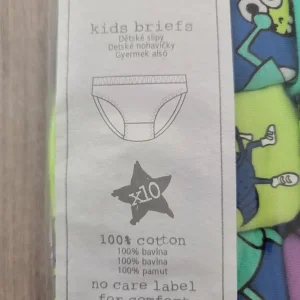 kids briefs
Dětské slipy
Detské nohavičky
Gyermek alsó
x10
100% cotton
100% bavlna
100% bavlna
100% pamut
no care label
for comfort